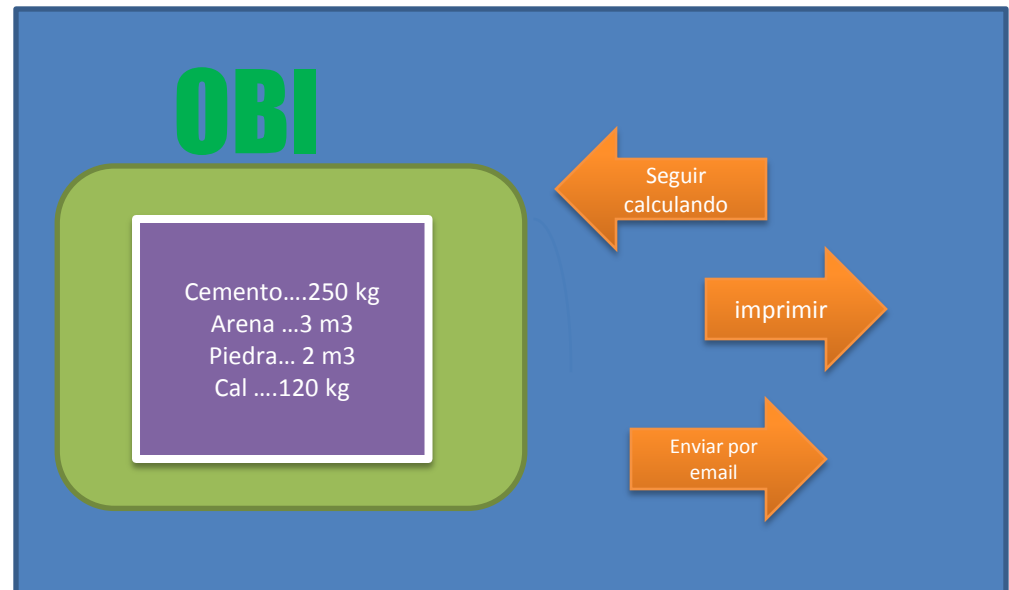 OBI
Seguir
calculando
Cemento....250 kg
Arena ...3 m3
Piedra... 2 m3
Cal ....120 kg
imprimir
Enviar por
email